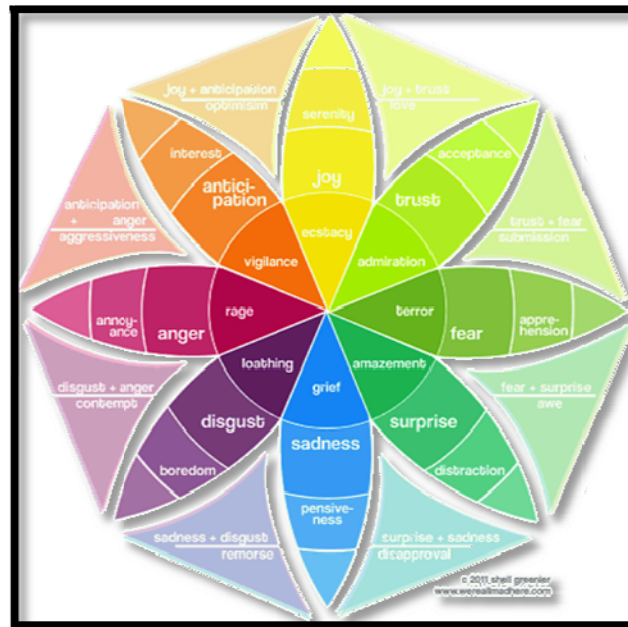 joy + anticipation
optimisim
joy + trust
love
serenity
interest
acceptance
joy
antici-
pation
trust
anticipation
+ anger
aggressiveness
trust + fear
submission
ecstacy
vigilance
admiration
annoy-
ance
anger
rage
terror
fear
appre-
hension
loathing
amazement
grief
disgust + anger
contempt
fear + surprise
awe
disgust
sadness
surprise
boredom
distraction
pensive-
ness
sadness + disgust
remorse
surprise + sadness
disapproval
© 2011 shell greenier
www.wereallmadhere.com